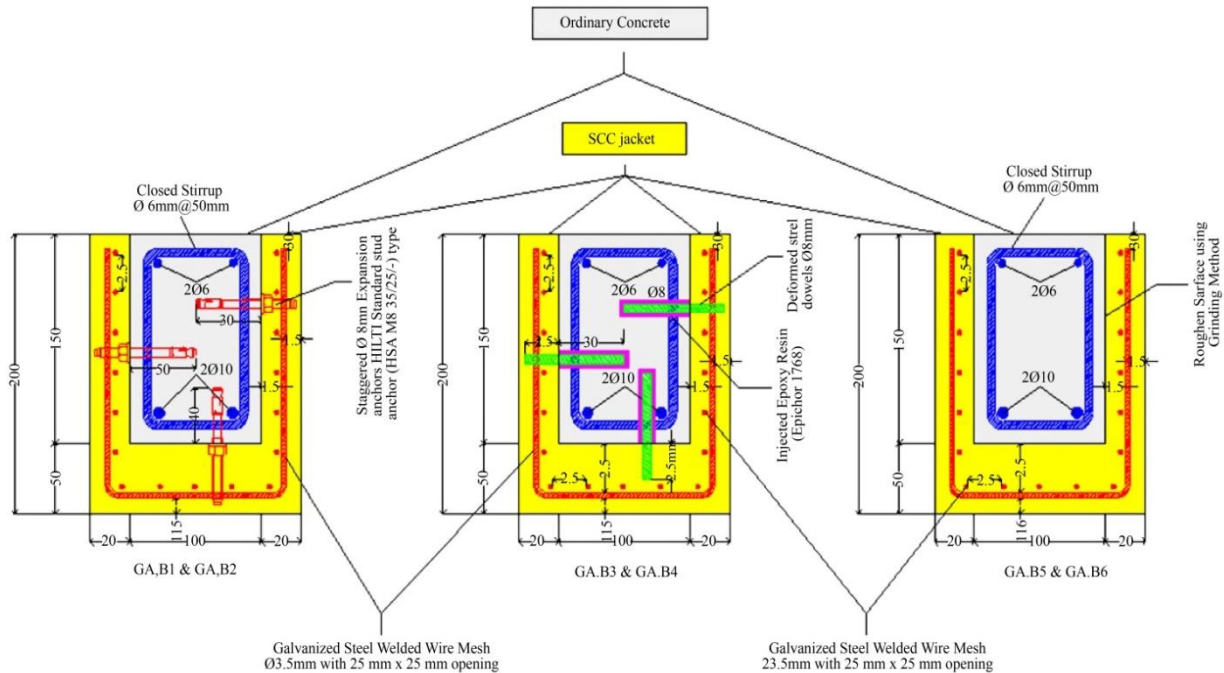 Ordinary Concrete
SCC jacket
Closed Stirrup
Ø 6mm@50mm
Closed Stirrup
Ø 6mm@50mm
200
150
50
30
2.5
2Ø6
30
1.5
50
2Ø10
1.5
40
115
20
100
20
GA,B1 & GA,B2
Staggered Ø 8mm Expansion
anchors HILTI Standard stud
anchor (HSA M8 35/25/-) type
200
150
50
30
2.5
2Ø6
Ø8
2.5
30
1.5
2Ø10
1.5
2.5
2.5mm
115
20
100
20
GA.B3 & GA.B4
Deformed strel
dowels Ø8mm
Injected Epoxy Resin
(Epichor 1768)
200
150
50
30
2.5
2Ø6
1.5
2Ø10
1.5
2.5
2.5
116
20
100
20
GA.B5 & GA.B6
Roughen Sarface using
Grinding Method
Galvanized Steel Welded Wire Mesh
Ø3.5mm with 25 mm x 25 mm opening
Galvanized Steel Welded Wire Mesh
23.5mm with 25 mm x 25 mm opening